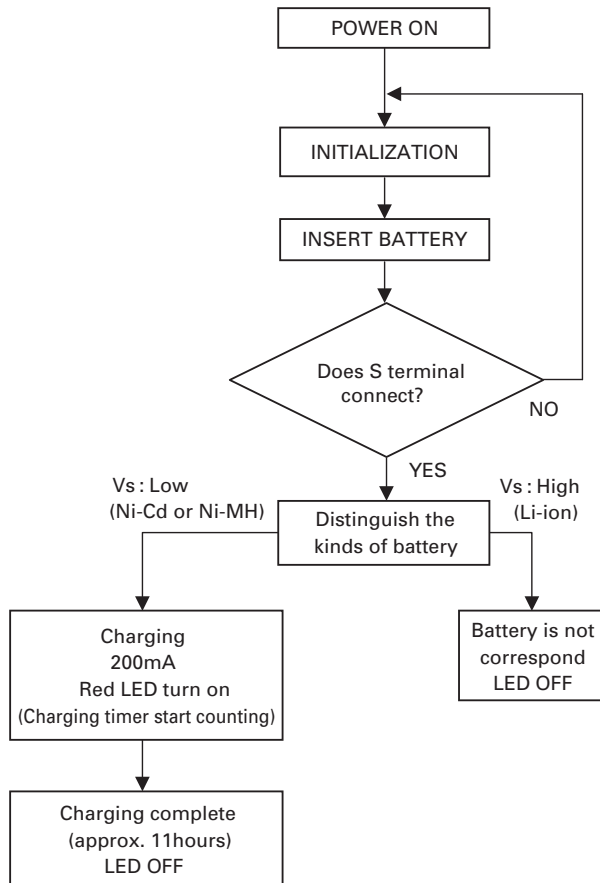 POWER ON
INITIALIZATION
INSERT BATTERY
Does S terminal
connect?
NO
YES
Vs : Low
(Ni-Cd or Ni-MH)
Vs : High
(Li-ion)
Distinguish the
kinds of battery
Charging
200mA
Red LED turn on
(Charging timer start counting)
Battery is not
correspond
LED OFF
Charging complete
(approx. 11hours)
LED OFF